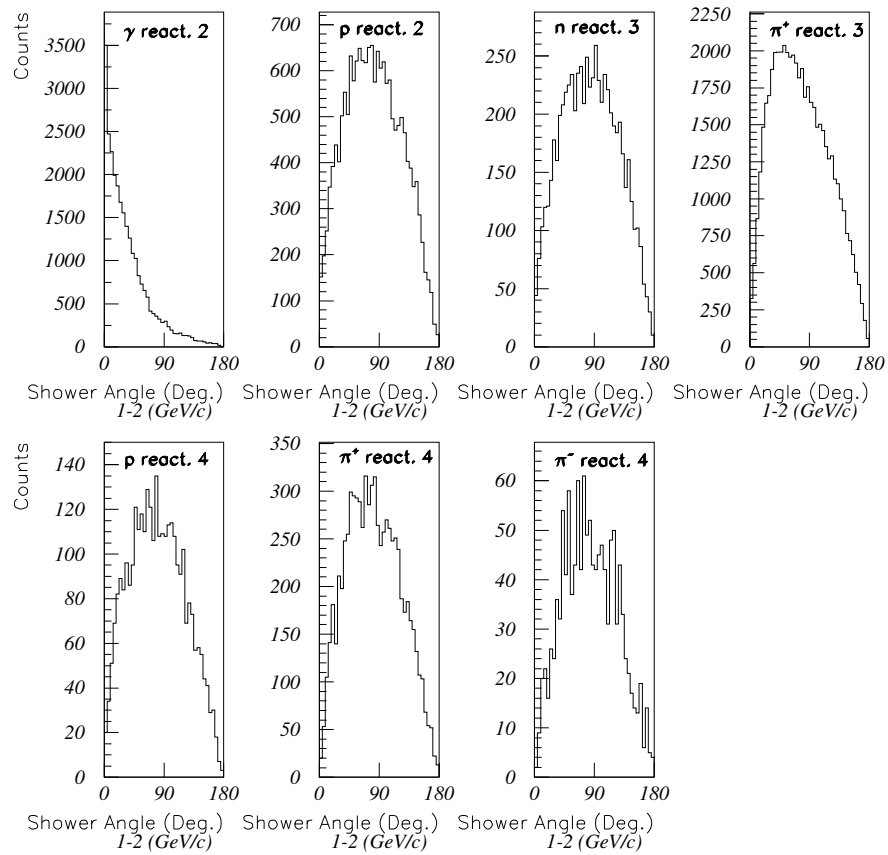 Counts
γ react. 2
3500
3000
2500
2000
1500
1000
500
0
0 90 180
Shower Angle (Deg.)
1-2 (GeV/c)
p react. 2
700
600
500
400
300
200
100
0
0 90 180
Shower Angle (Deg.)
1-2 (GeV/c)
n react. 3
250
200
150
100
50
0
0 90 180
Shower Angle (Deg.)
1-2 (GeV/c)
π⁺ react. 3
2250
2000
1750
1500
1250
1000
750
500
250
0
0 90 180
Shower Angle (Deg.)
1-2 (GeV/c)
Counts
p react. 4
140
120
100
80
60
40
20
0
0 90 180
Shower Angle (Deg.)
1-2 (GeV/c)
π⁺ react. 4
350
300
250
200
150
100
50
0
0 90 180
Shower Angle (Deg.)
1-2 (GeV/c)
π⁻ react. 4
60
50
40
30
20
10
0
0 90 180
Shower Angle (Deg.)
1-2 (GeV/c)